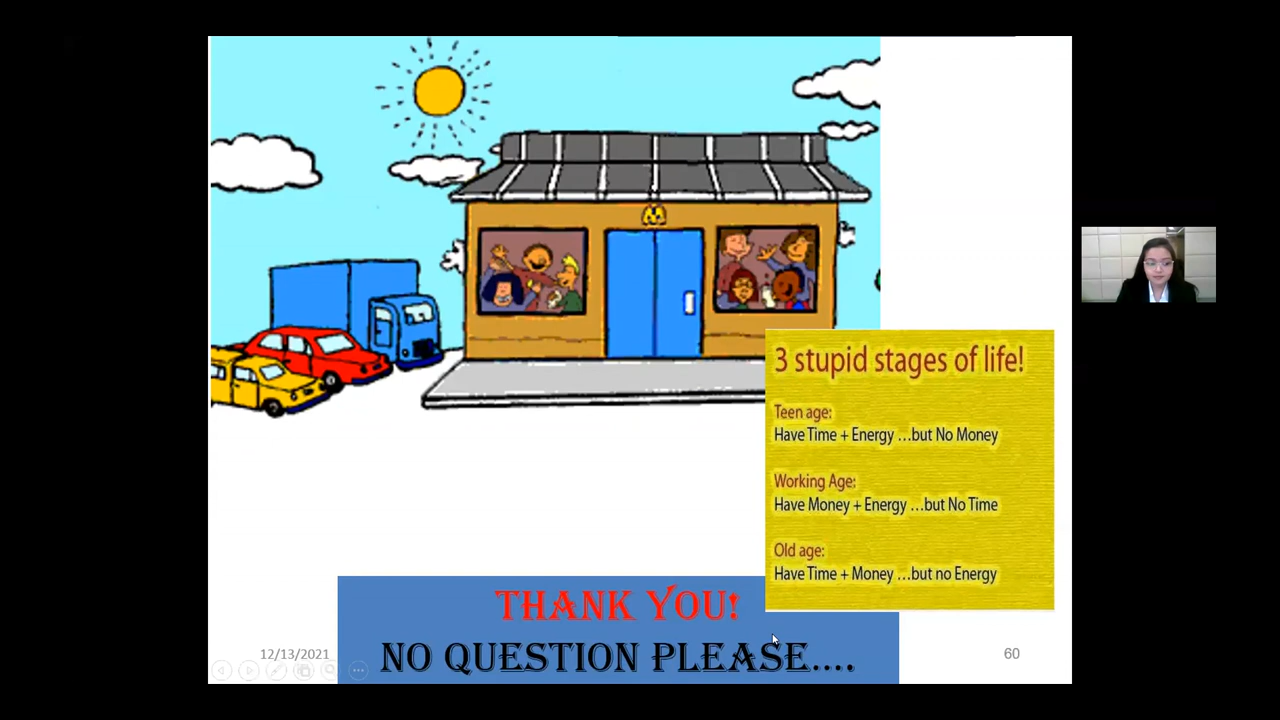 M
3 stupid stages of life!
Teen age:
Have Time + Energy ...but No Money
Working Age:
Have Money + Energy ...but No Time
Old age:
Have Time + Money ...but no Energy
THANK YOU!
NO QUESTION PLEASE....
12/13/2021
60